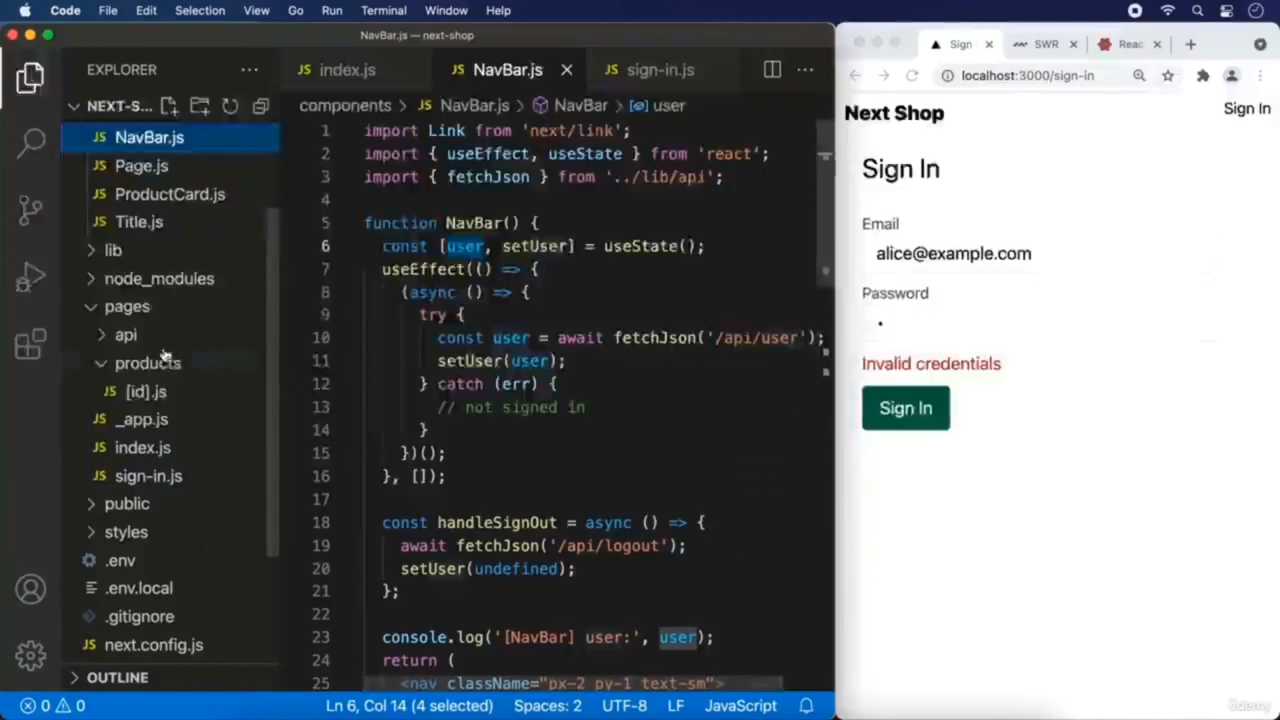 Code File Edit Selection View Go Run Terminal Window Help
NavBar.js — next-shop
EXPLORER
NEXT-S...
NavBar.js
Page.js
ProductCard.js
Title.js
lib
node_modules
pages
api
products
[id].js
_app.js
index.js
sign-in.js
public
styles
.env
.env.local
.gitignore
next.config.js
OUTLINE
index.js NavBar.js sign-in.js
components > NavBar.js > NavBar > user
1 import Link from 'next/link';
2 import { useEffect, useState } from 'react';
3 import { fetchJson } from '../lib/api';
4
5 function NavBar() {
6 const [user, setUser] = useState();
7 useEffect(() => {
8 (async () => {
9 try {
10 const user = await fetchJson('/api/user');
11 setUser(user);
12 } catch (err) {
13 // not signed in
14 }
15 })();
16 }, []);
17
18 const handleSignOut = async () => {
19 await fetchJson('/api/logout');
20 setUser(undefined);
21 };
22
23 console.log('[NavBar] user:', user);
24 return (
25 <nav className="px-2 py-1 text-sm">
0 0 Ln 6, Col 14 (4 selected) Spaces: 2 UTF-8 LF JavaScript
Sign SWR Reac
localhost:3000/sign-in
Next Shop Sign In
Sign In
Email
alice@example.com
Password
Invalid credentials
Sign In
Udemy